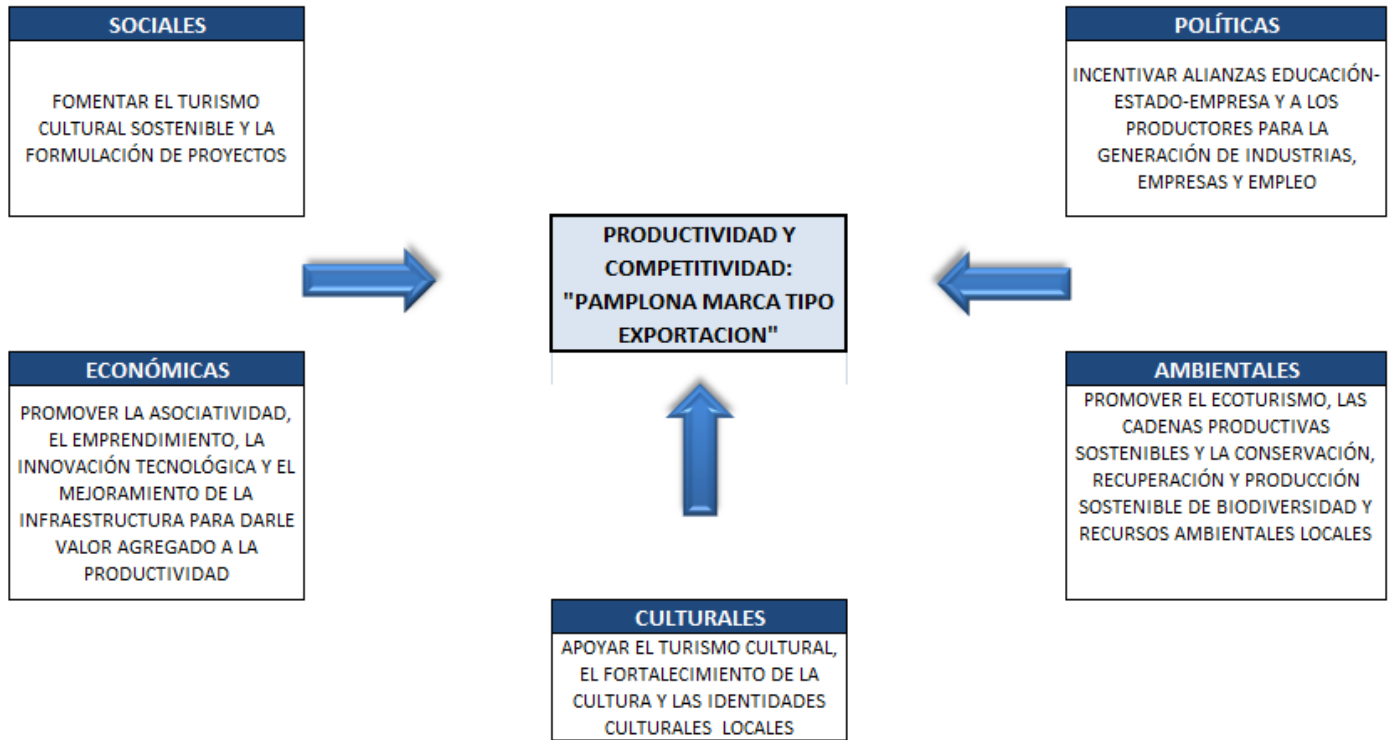 SOCIALES
FOMENTAR EL TURISMO
CULTURAL SOSTENIBLE Y LA
FORMULACIÓN DE PROYECTOS
POLÍTICAS
INCENTIVAR ALIANZAS EDUCACIÓN-
ESTADO-EMPRESA Y A LOS
PRODUCTORES PARA LA
GENERACIÓN DE INDUSTRIAS,
EMPRESAS Y EMPLEO
PRODUCTIVIDAD Y
COMPETITIVIDAD:
"PAMPLONA MARCA TIPO
EXPORTACION"
ECONÓMICAS
PROMOVER LA ASOCIATIVIDAD,
EL EMPRENDIMIENTO, LA
INNOVACIÓN TECNOLÓGICA Y EL
MEJORAMIENTO DE LA
INFRAESTRUCTURA PARA DARLE
VALOR AGREGADO A LA
PRODUCTIVIDAD
AMBIENTALES
PROMOVER EL ECOTURISMO, LAS
CADENAS PRODUCTIVAS
SOSTENIBLES Y LA CONSERVACIÓN,
RECUPERACIÓN Y PRODUCCIÓN
SOSTENIBLE DE BIODIVERSIDAD Y
RECURSOS AMBIENTALES LOCALES
CULTURALES
APOYAR EL TURISMO CULTURAL,
EL FORTALECIMIENTO DE LA
CULTURA Y LAS IDENTIDADES
CULTURALES  LOCALES